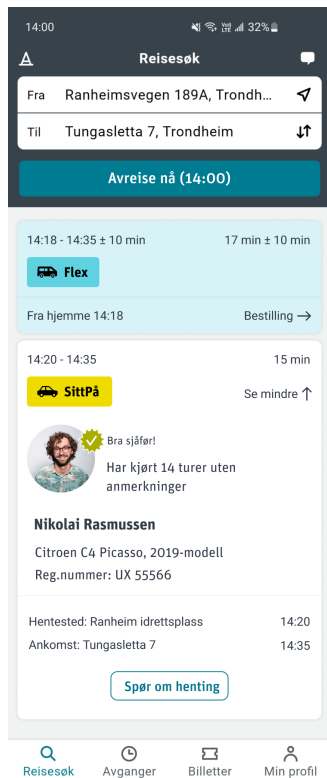 14:00
Vo)) LTE 32%
Reisesøk
Fra Ranheimsvegen 189A, Trondh...
Til Tungasletta 7, Trondheim
Avreise nå (14:00)
14:18 - 14:35 ± 10 min 17 min ± 10 min
Flex
Fra hjemme 14:18 Bestilling →
14:20 - 14:35 15 min
SittPå
Se mindre ↑
Bra sjåfør!
Har kjørt 14 turer uten
anmerkninger
Nikolai Rasmussen
Citroen C4 Picasso, 2019-modell
Reg.nummer: UX 55566
Hentested: Ranheim idrettsplass 14:20
Ankomst: Tungasletta 7 14:35
Spør om henting
Reisesøk Avganger Billetter Min profil